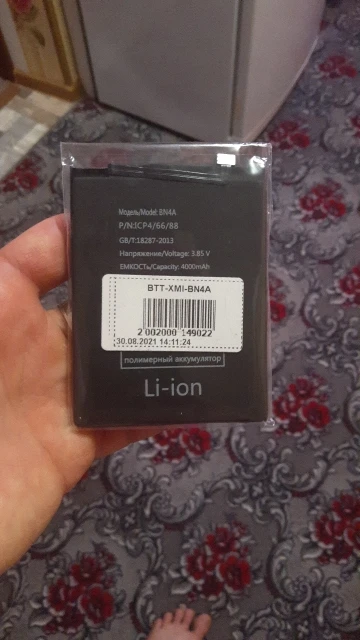 Модель/Model: BN4A
P/N:ICP4/66/88
GB/T:18287-2013
Напряжение/Voltage: 3.85 V
ЕМКОСТЬ/Capacity: 4000mAh
BTT-XMI-BN4A
2 002000 149022
30.08.2021 14:11:24
полимерный аккумулятор
Li-ion